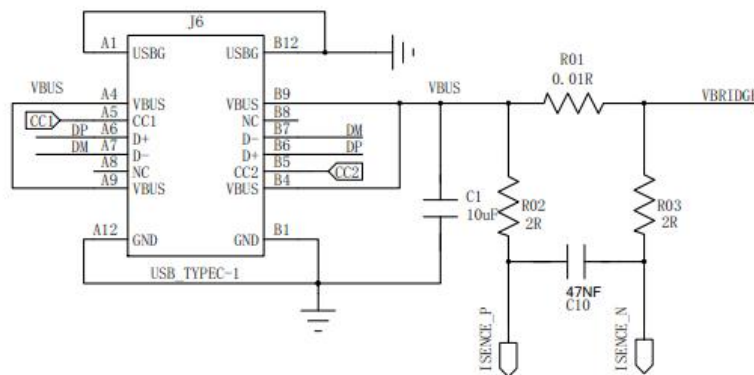 J6
A1 USBG USBG B12
VBUS A4 VBUS VBUS B9 VBUS
CC1 A5 CC1 NC B8
DP A6 D+ D- B7 DM
DM A7 D- D+ B6 DP
A8 NC CC2 B5 CC2
A9 VBUS VBUS B4
A12 GND GND B1
USB_TYPEC-1
R01
0.01R
VBRIDGE
C1
10uF
R02
2R
R03
2R
47NF
C10
ISENCE_P
ISENCE_N